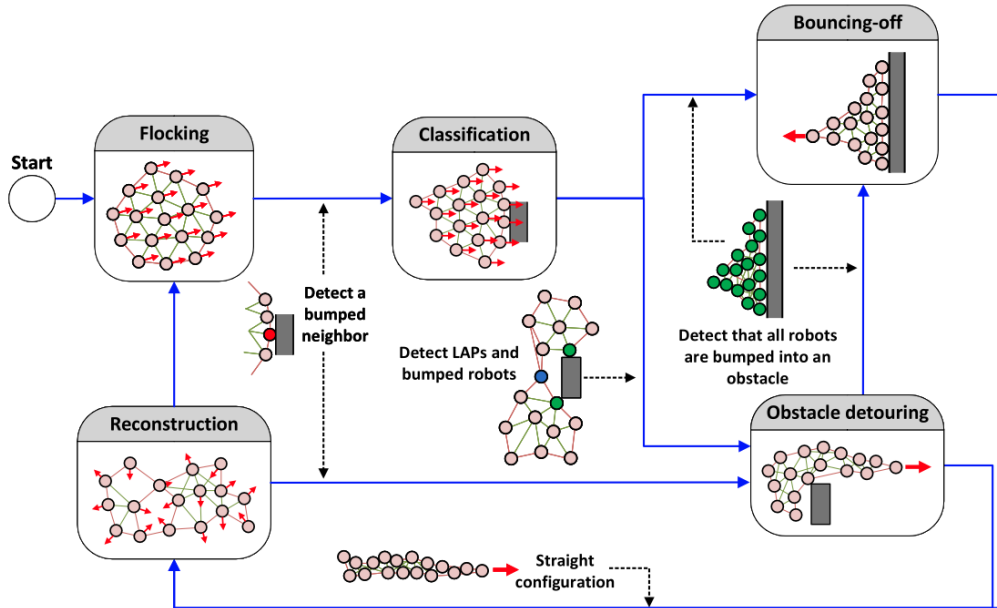 Bouncing-off
Flocking
Classification
Start
Detect a
bumped
neighbor
Detect LAPs and
bumped robots
Detect that all robots
are bumped into an
obstacle
Reconstruction
Obstacle detouring
Straight
configuration